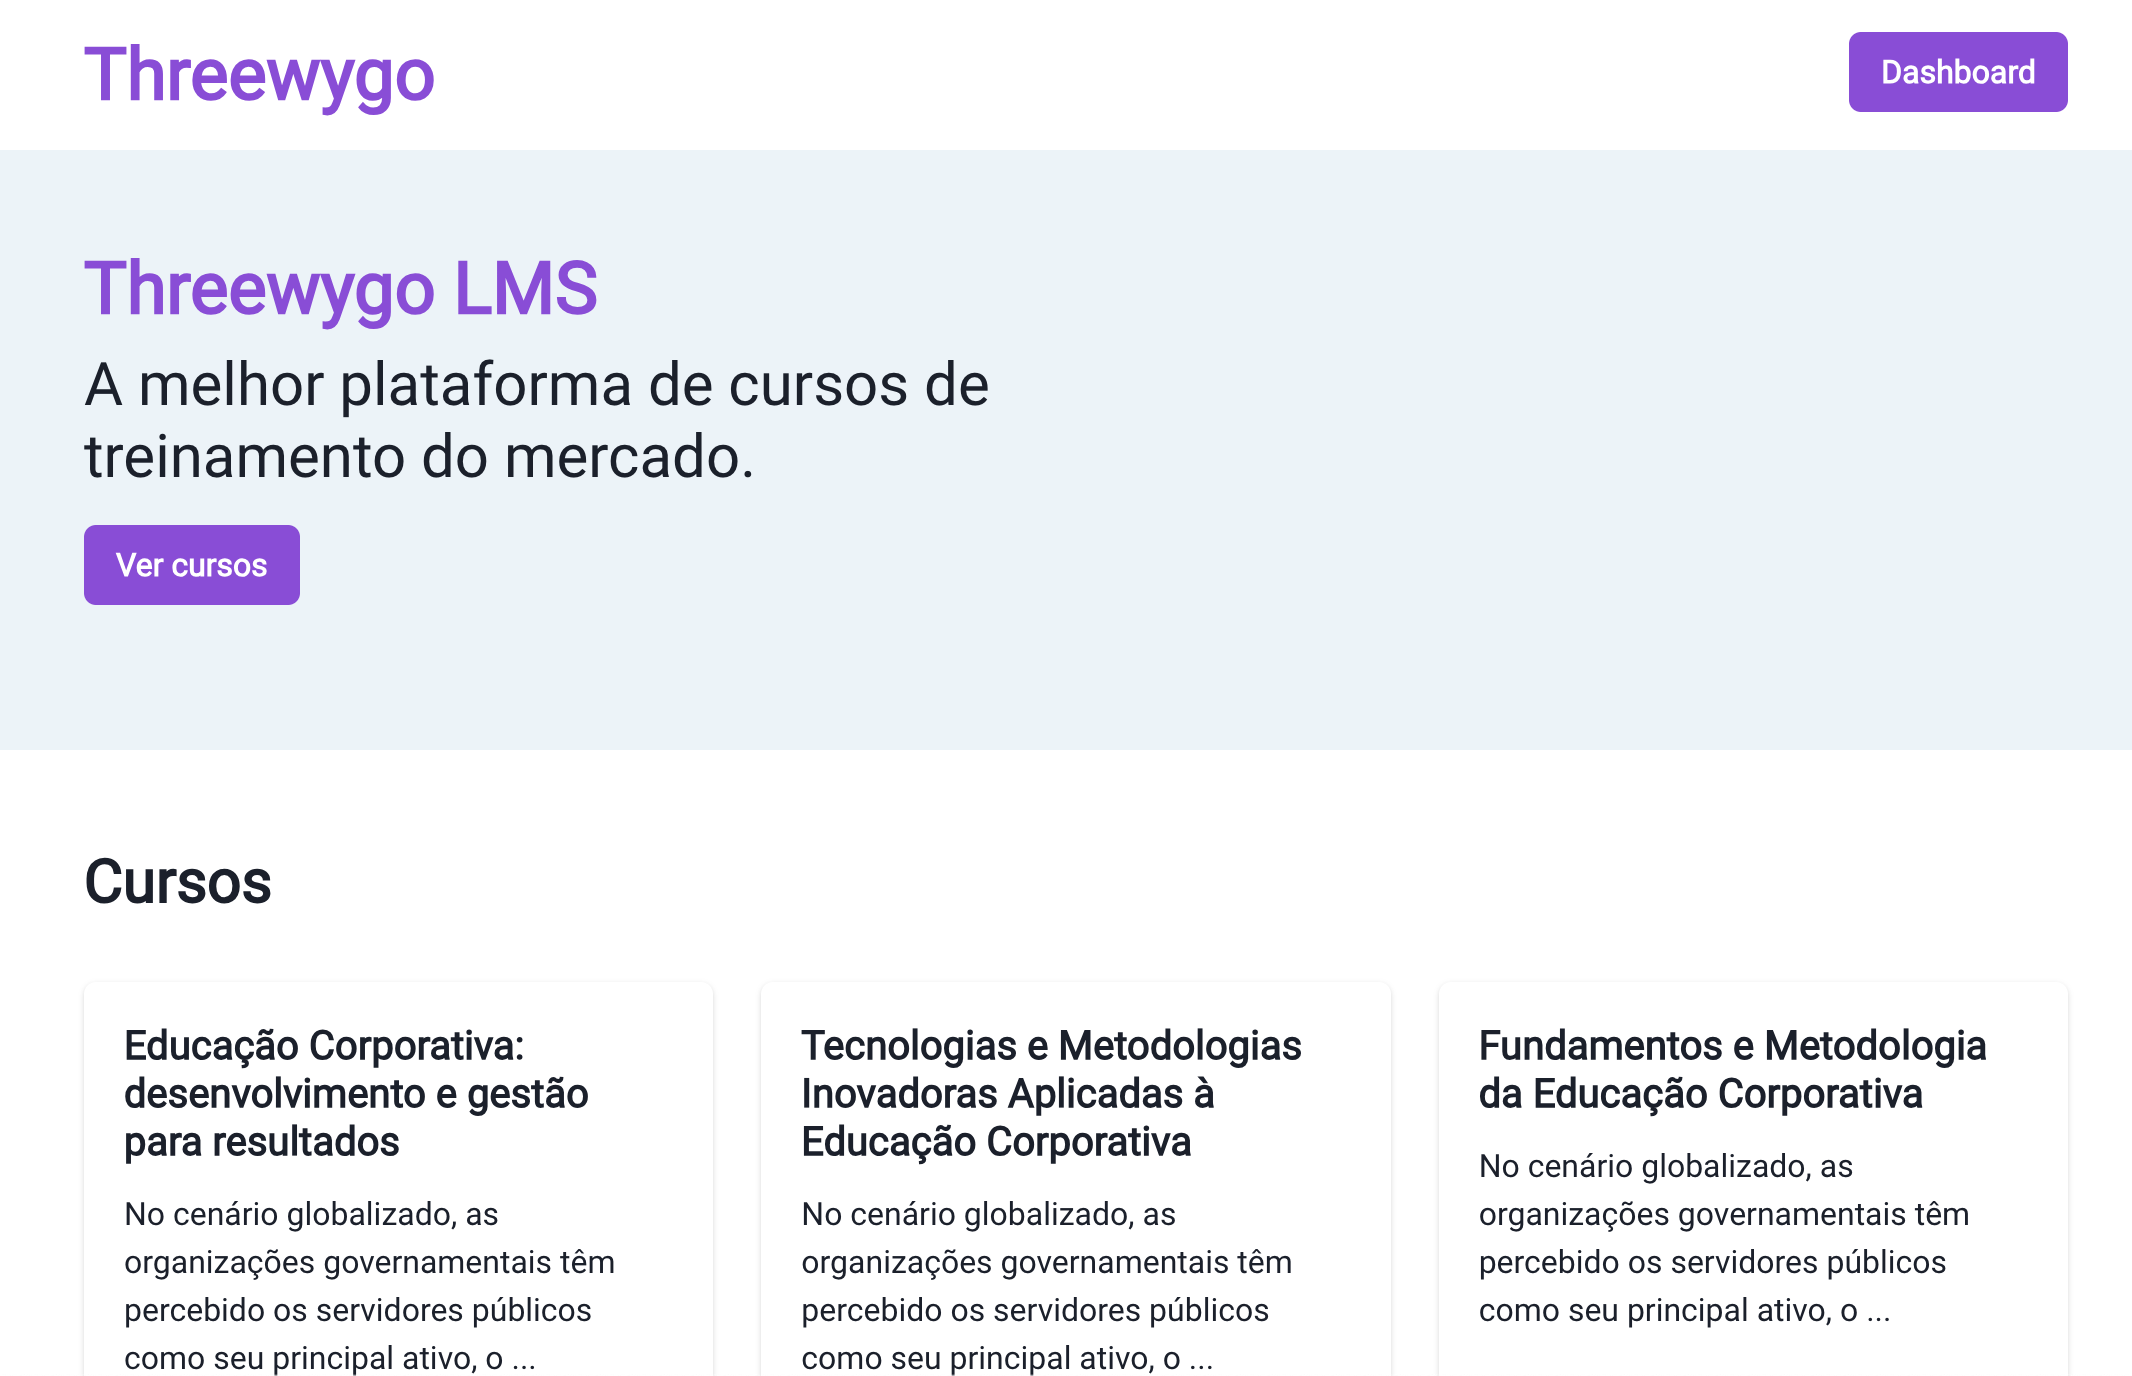 Threewygo
Dashboard
Threewygo LMS
A melhor plataforma de cursos de
treinamento do mercado.
Ver cursos
Cursos
Educação Corporativa:
desenvolvimento e gestão
para resultados
No cenário globalizado, as
organizações governamentais têm
percebido os servidores públicos
como seu principal ativo, o ...
Tecnologias e Metodologias
Inovadoras Aplicadas à
Educação Corporativa
No cenário globalizado, as
organizações governamentais têm
percebido os servidores públicos
como seu principal ativo, o ...
Fundamentos e Metodologia
da Educação Corporativa
No cenário globalizado, as
organizações governamentais têm
percebido os servidores públicos
como seu principal ativo, o ...